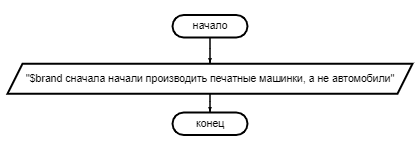 начало
"$brand сначала начали производить печатные машинки, а не автомобили"
конец